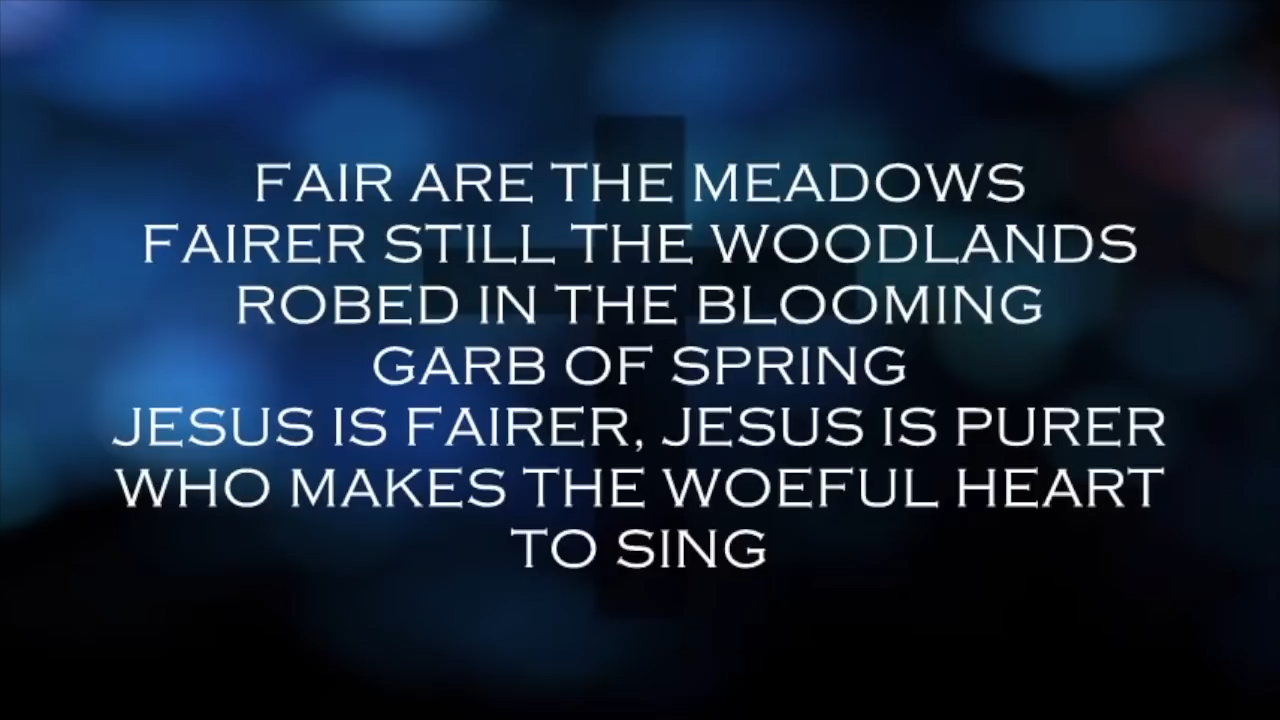 FAIR ARE THE MEADOWS
FAIRER STILL THE WOODLANDS
ROBED IN THE BLOOMING
GARB OF SPRING
JESUS IS FAIRER, JESUS IS PURER
WHO MAKES THE WOEFUL HEART
TO SING